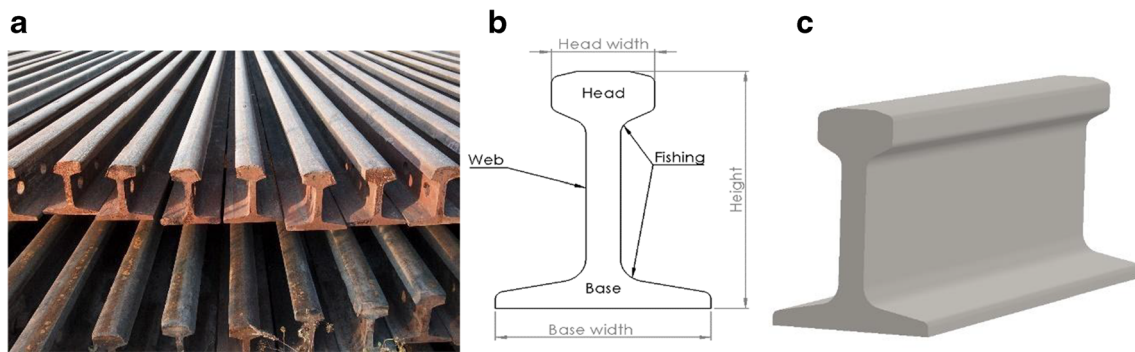 a
b
c
Head width
Head
Web
Fishing
Height
Base
Base width